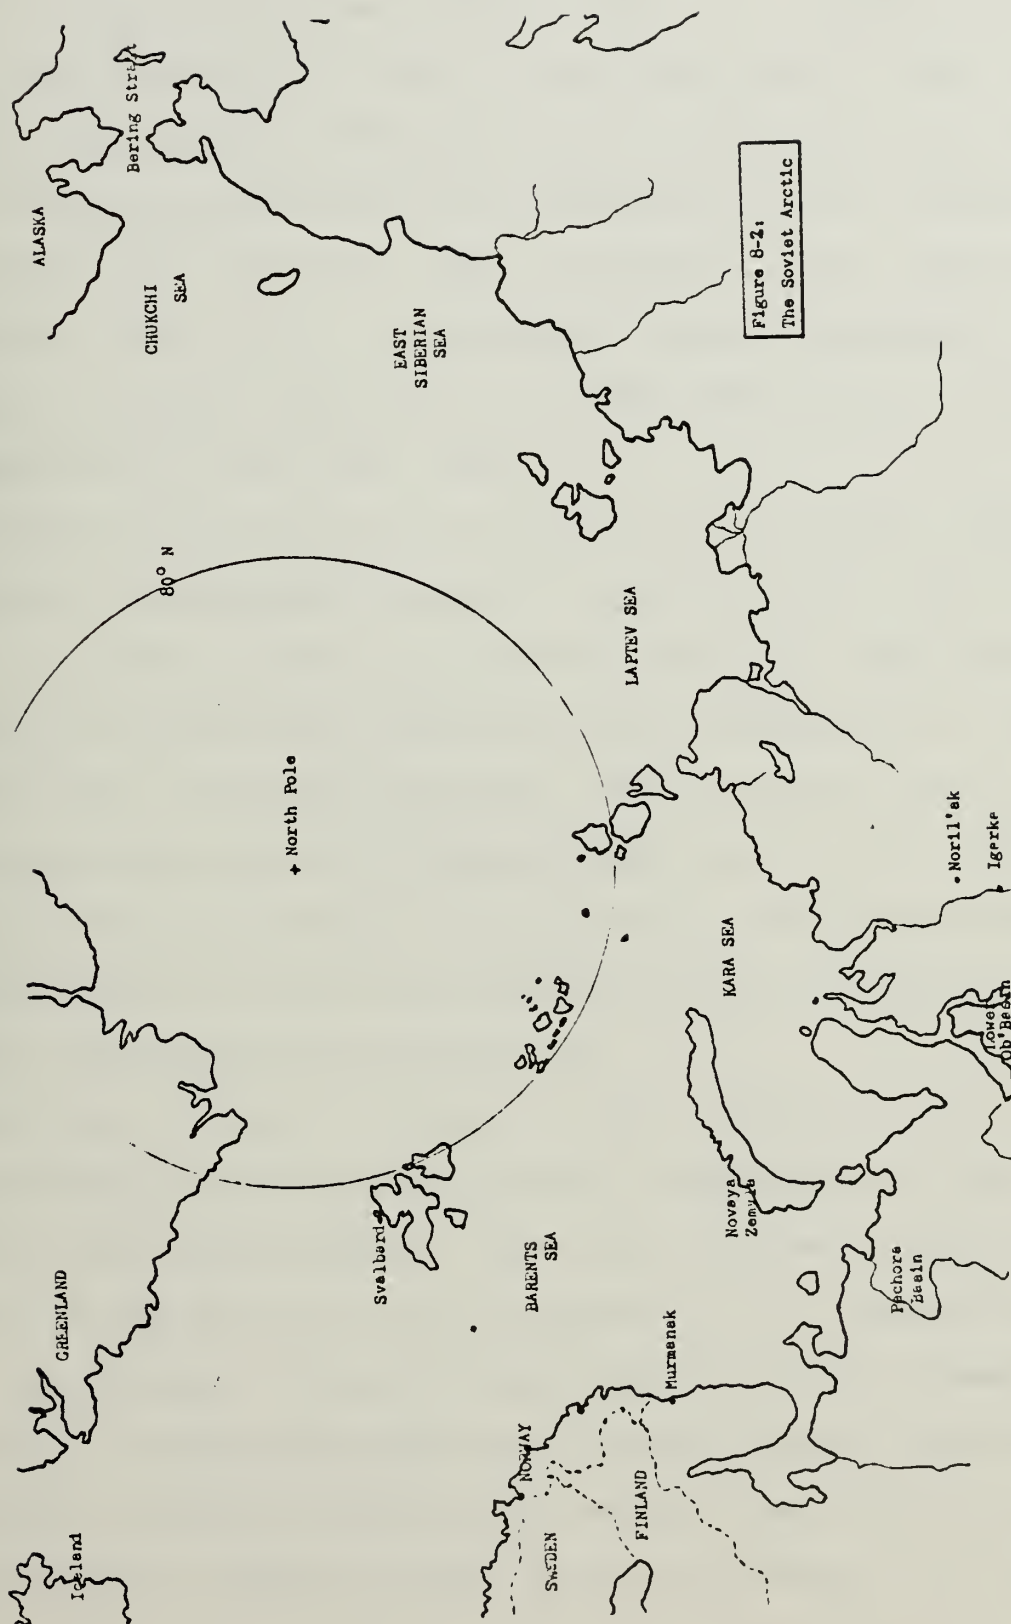 Iceland
GREENLAND
ALASKA
Bering Stra
CHUKCHI
SEA
80° N
+ North Pole
EAST
SIBERIAN
SEA
Svalbard
SWEDEN
NORWAY
FINLAND
BARENTS
SEA
Murmansk
LAPTEV SEA
Novaya
Zemyla
KARA SEA
Figure 8-2:
The Soviet Arctic
Pechora
Basin
Noril'sk
Igarka
Lower
Ob' Basin